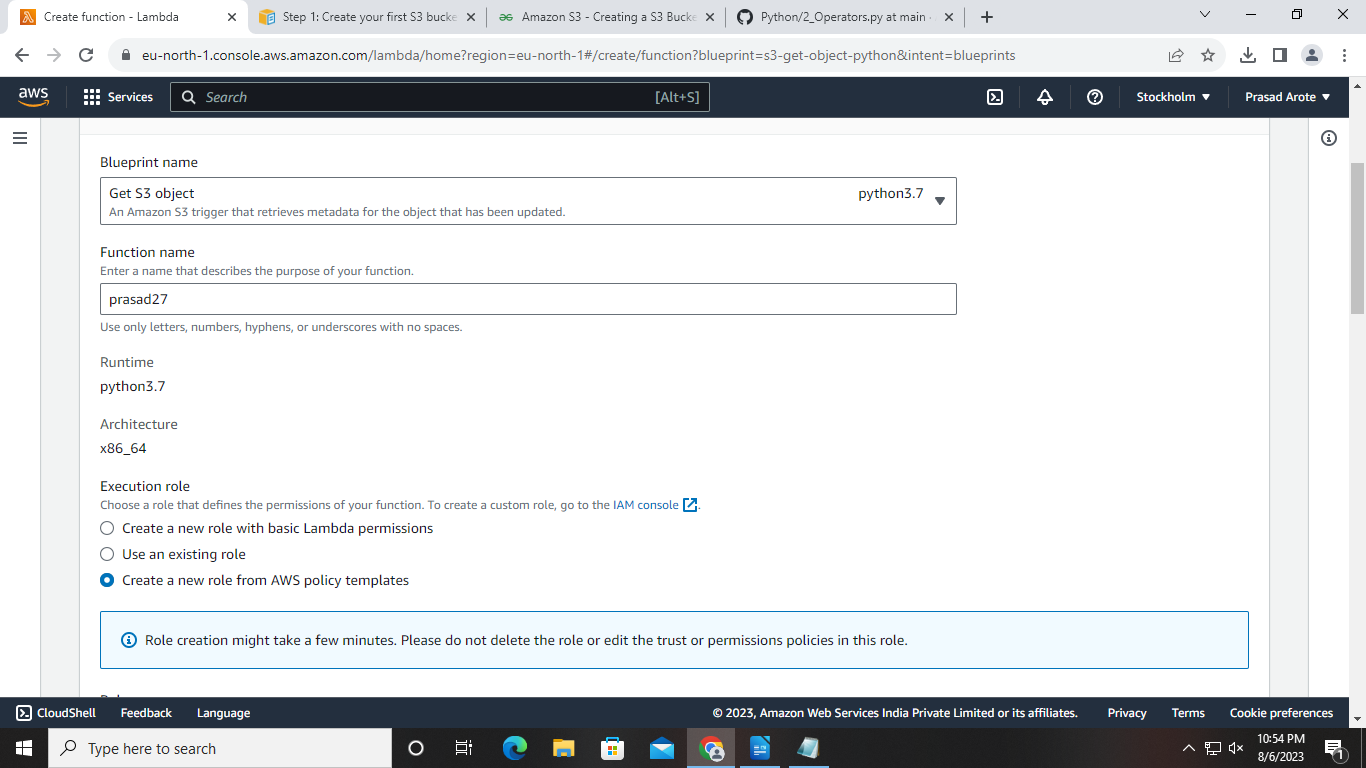 Create function - Lambda
Step 1: Create your first S3 bucke
Amazon S3 - Creating a S3 Bucke
Python/2_Operators.py at main
eu-north-1.console.aws.amazon.com/lambda/home?region=eu-north-1#/create/function?blueprint=s3-get-object-python&intent=blueprints
aws
Services
Search
[Alt+S]
Stockholm
Prasad Arote
Blueprint name
Get S3 object
python3.7
An Amazon S3 trigger that retrieves metadata for the object that has been updated.
Function name
Enter a name that describes the purpose of your function.
prasad27
Use only letters, numbers, hyphens, or underscores with no spaces.
Runtime
python3.7
Architecture
x86_64
Execution role
Choose a role that defines the permissions of your function. To create a custom role, go to the IAM console.
Create a new role with basic Lambda permissions
Use an existing role
Create a new role from AWS policy templates
Role creation might take a few minutes. Please do not delete the role or edit the trust or permissions policies in this role.
CloudShell
Feedback
Language
© 2023, Amazon Web Services India Private Limited or its affiliates.
Privacy
Terms
Cookie preferences
Type here to search
10:54 PM
8/6/2023
1